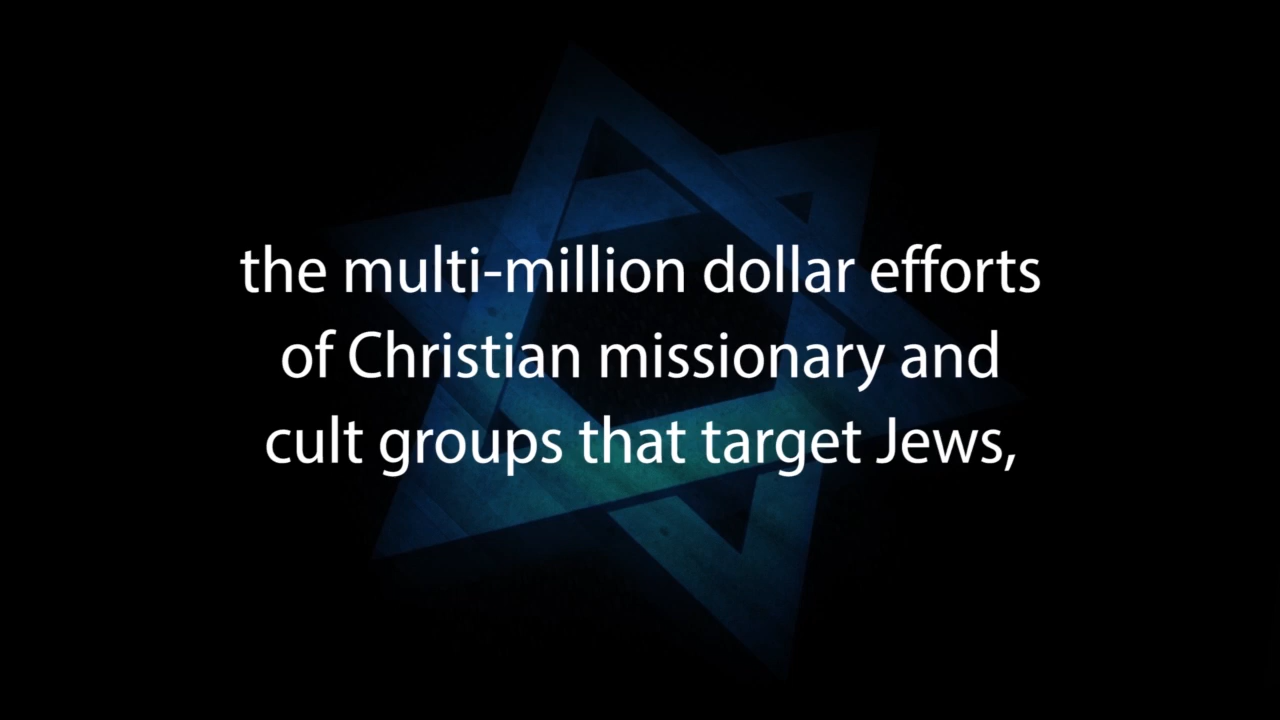 the multi-million dollar efforts
of Christian missionary and
cult groups that target Jews,